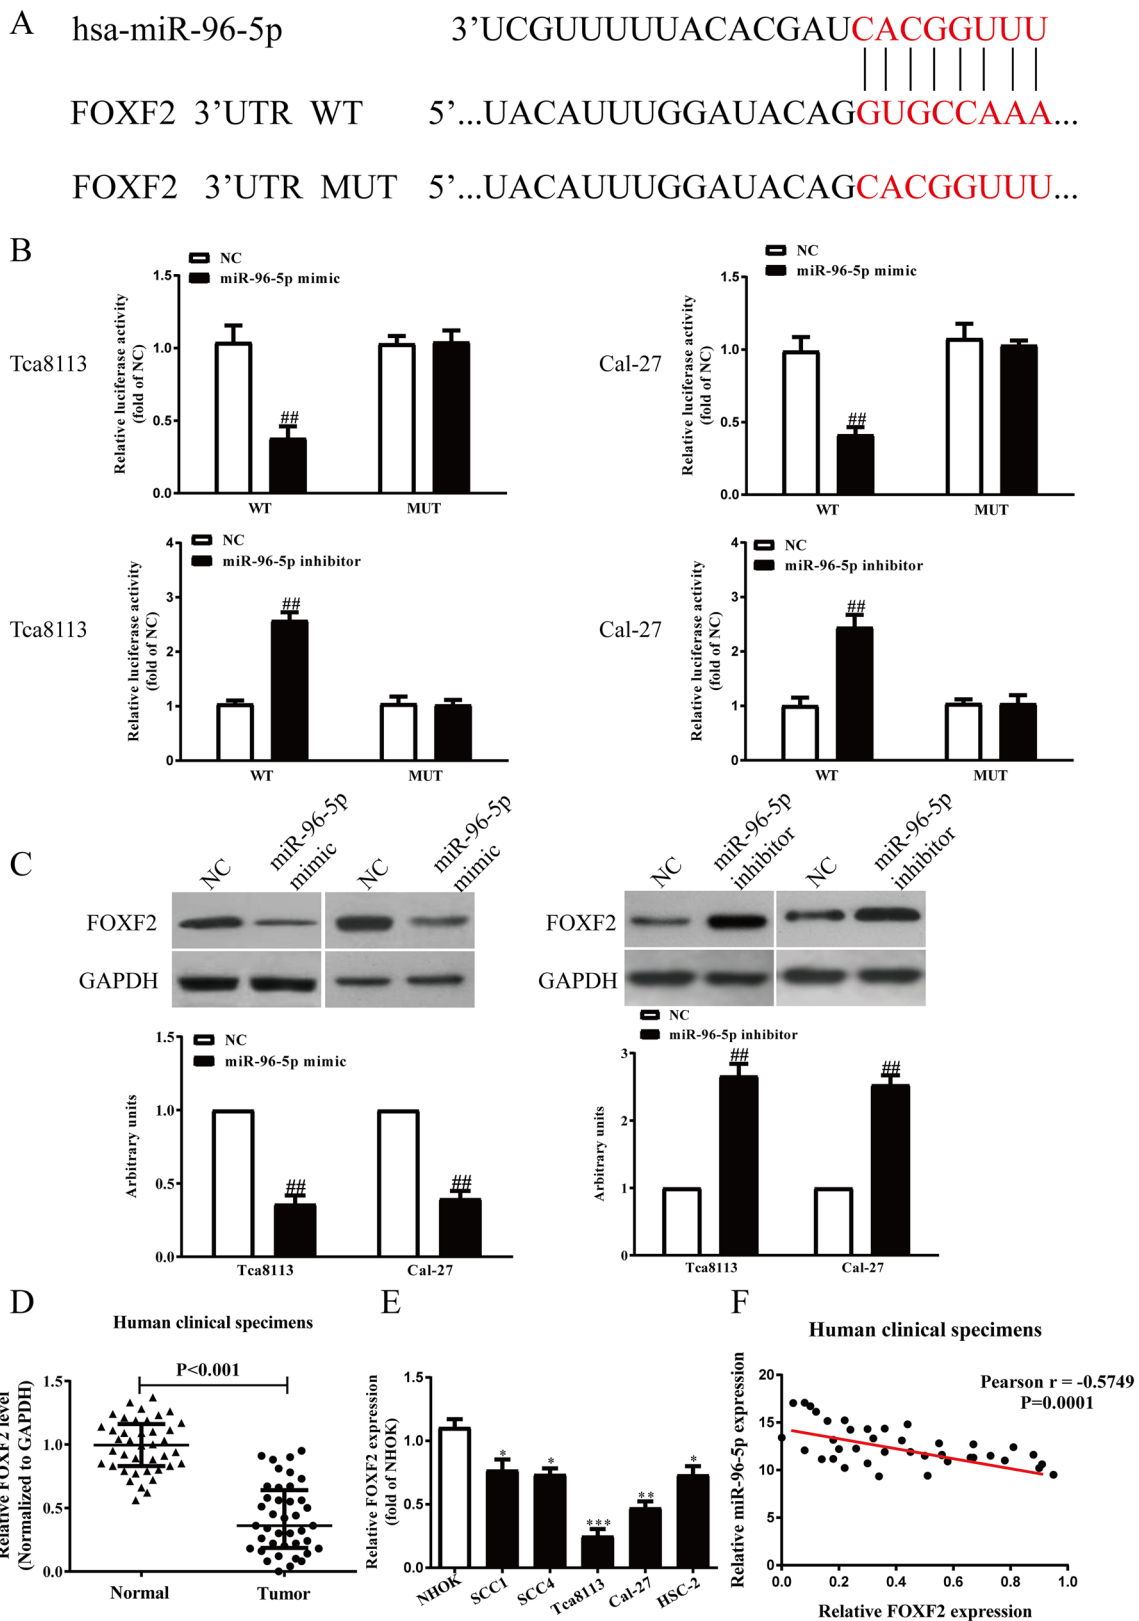 A
hsa-miR-96-5p 3’UCGUUUUUACACGAUCACGGUUU
FOXF2 3’UTR WT 5’...UACAUUUGGAUACAGGUGCCAAA...
FOXF2 3’UTR MUT 5’...UACAUUUGGAUACAGCACGGUUU...
B
Tca8113
NC
miR-96-5p mimic
Relative luciferase activity
(fold of NC)
1.5
1.0
0.5
0.0
##
WT MUT
Cal-27
NC
miR-96-5p mimic
Relative luciferase activity
(fold of NC)
1.5
1.0
0.5
0.0
##
WT MUT
Tca8113
NC
miR-96-5p inhibitor
Relative luciferase activity
(fold of NC)
4
3
2
1
0
##
WT MUT
Cal-27
NC
miR-96-5p inhibitor
Relative luciferase activity
(fold of NC)
4
3
2
1
0
##
WT MUT
C
NC
miR-96-5p
mimic
NC
miR-96-5p
mimic
FOXF2
GAPDH
NC
miR-96-5p mimic
Arbitrary units
1.5
1.0
0.5
0.0
##
##
Tca8113 Cal-27
NC
miR-96-5p
inhibitor
NC
miR-96-5p
inhibitor
FOXF2
GAPDH
NC
miR-96-5p inhibitor
Arbitrary units
3
2
1
0
##
##
Tca8113 Cal-27
D
Human clinical specimens
P<0.001
Relative FOXF2 level
(Normalized to GAPDH)
1.5
1.0
0.5
0.0
Normal Tumor
E
Relative FOXF2 expression
(fold of NHOK)
1.5
1.0
0.5
0.0
*
*
***
**
*
NHOK SCC1 SCC4 Tca8113 Cal-27 HSC-2
F
Human clinical specimens
Pearson r = -0.5749
P=0.0001
Relative miR-96-5p expression
20
15
10
5
0
0.0 0.2 0.4 0.6 0.8 1.0
Relative FOXF2 expression